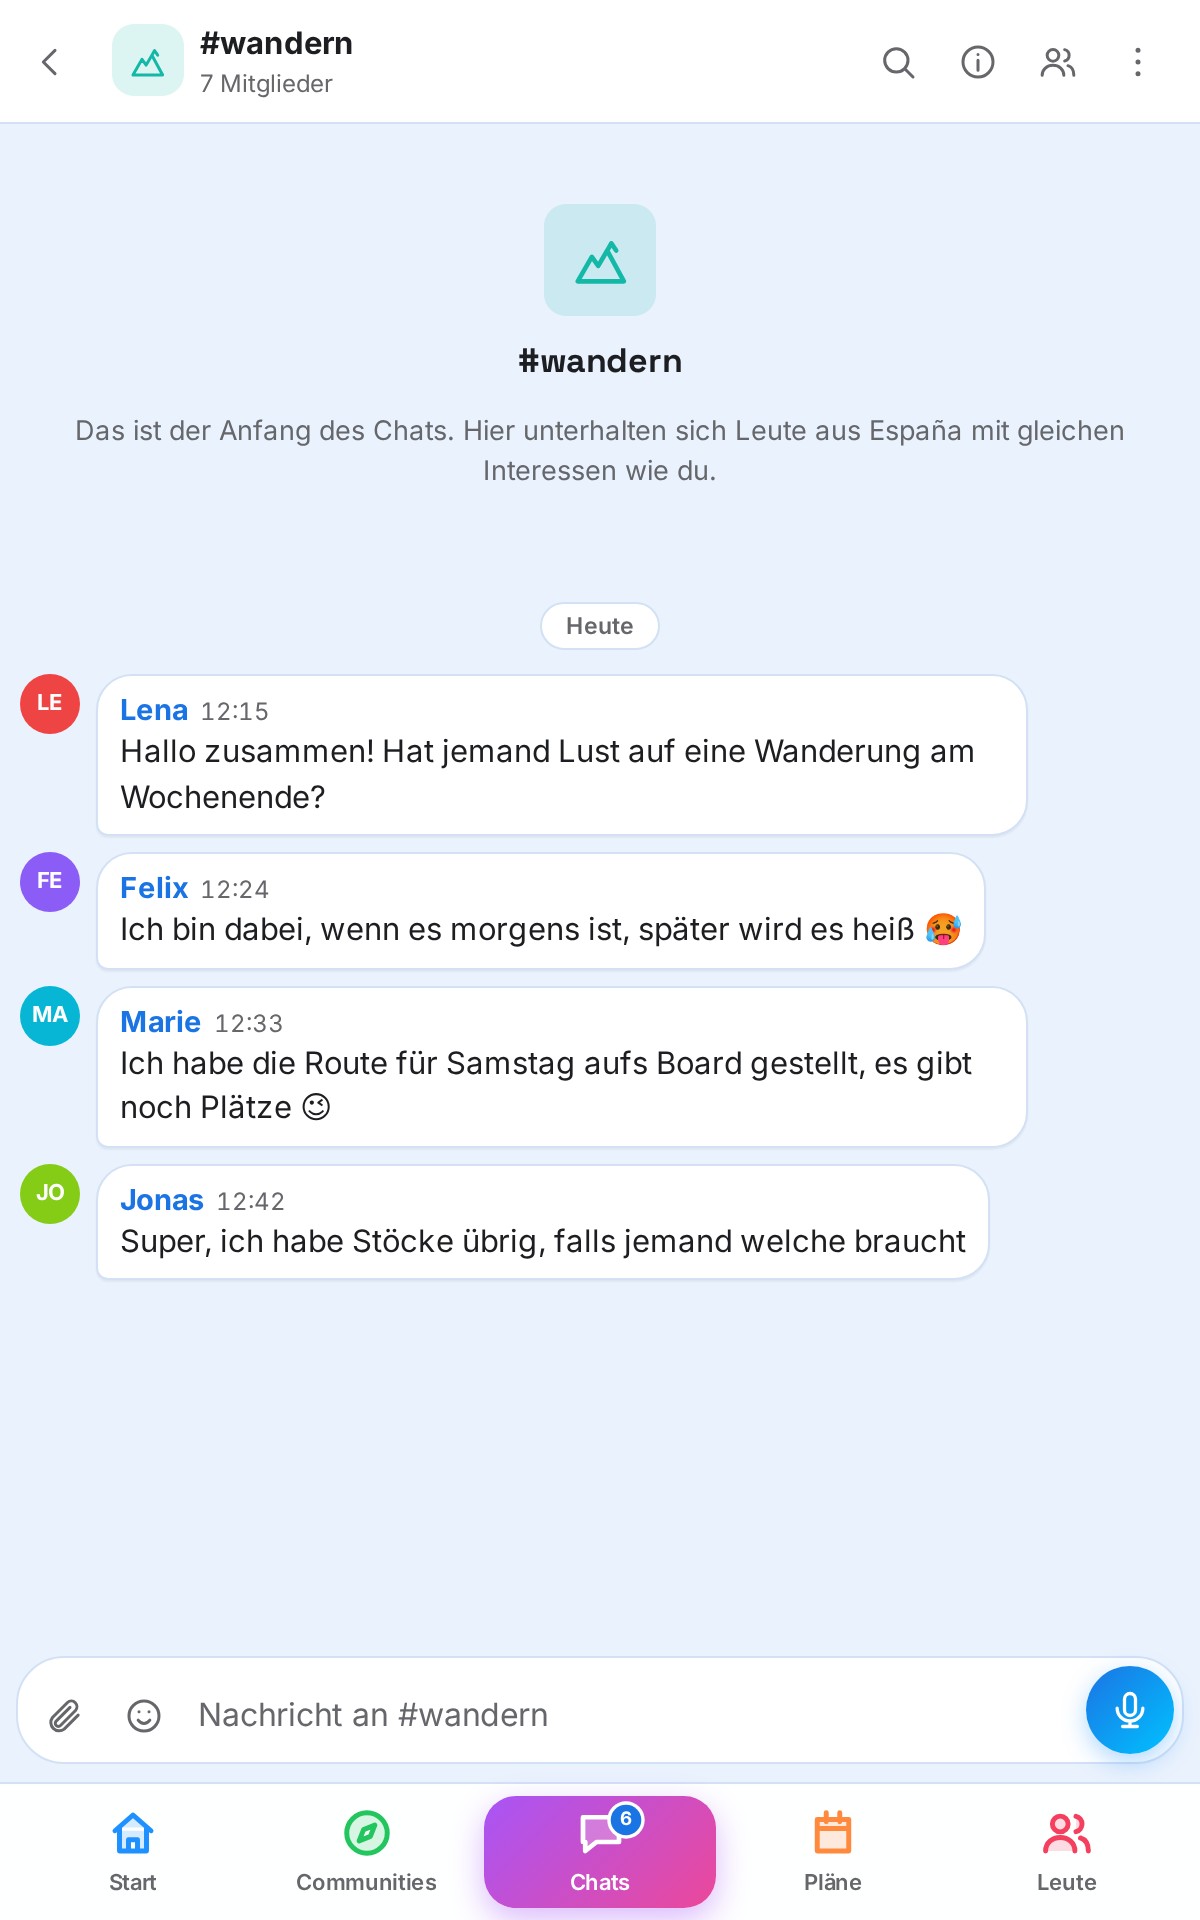 #wandern
7 Mitglieder
#wandern
Das ist der Anfang des Chats. Hier unterhalten sich Leute aus España mit gleichen
Interessen wie du.
Heute
LE
Lena 12:15
Hallo zusammen! Hat jemand Lust auf eine Wanderung am
Wochenende?
FE
Felix 12:24
Ich bin dabei, wenn es morgens ist, später wird es heiß 🥵
MA
Marie 12:33
Ich habe die Route für Samstag aufs Board gestellt, es gibt
noch Plätze 😉
JO
Jonas 12:42
Super, ich habe Stöcke übrig, falls jemand welche braucht
Nachricht an #wandern
6
Start
Communities
Chats
Pläne
Leute